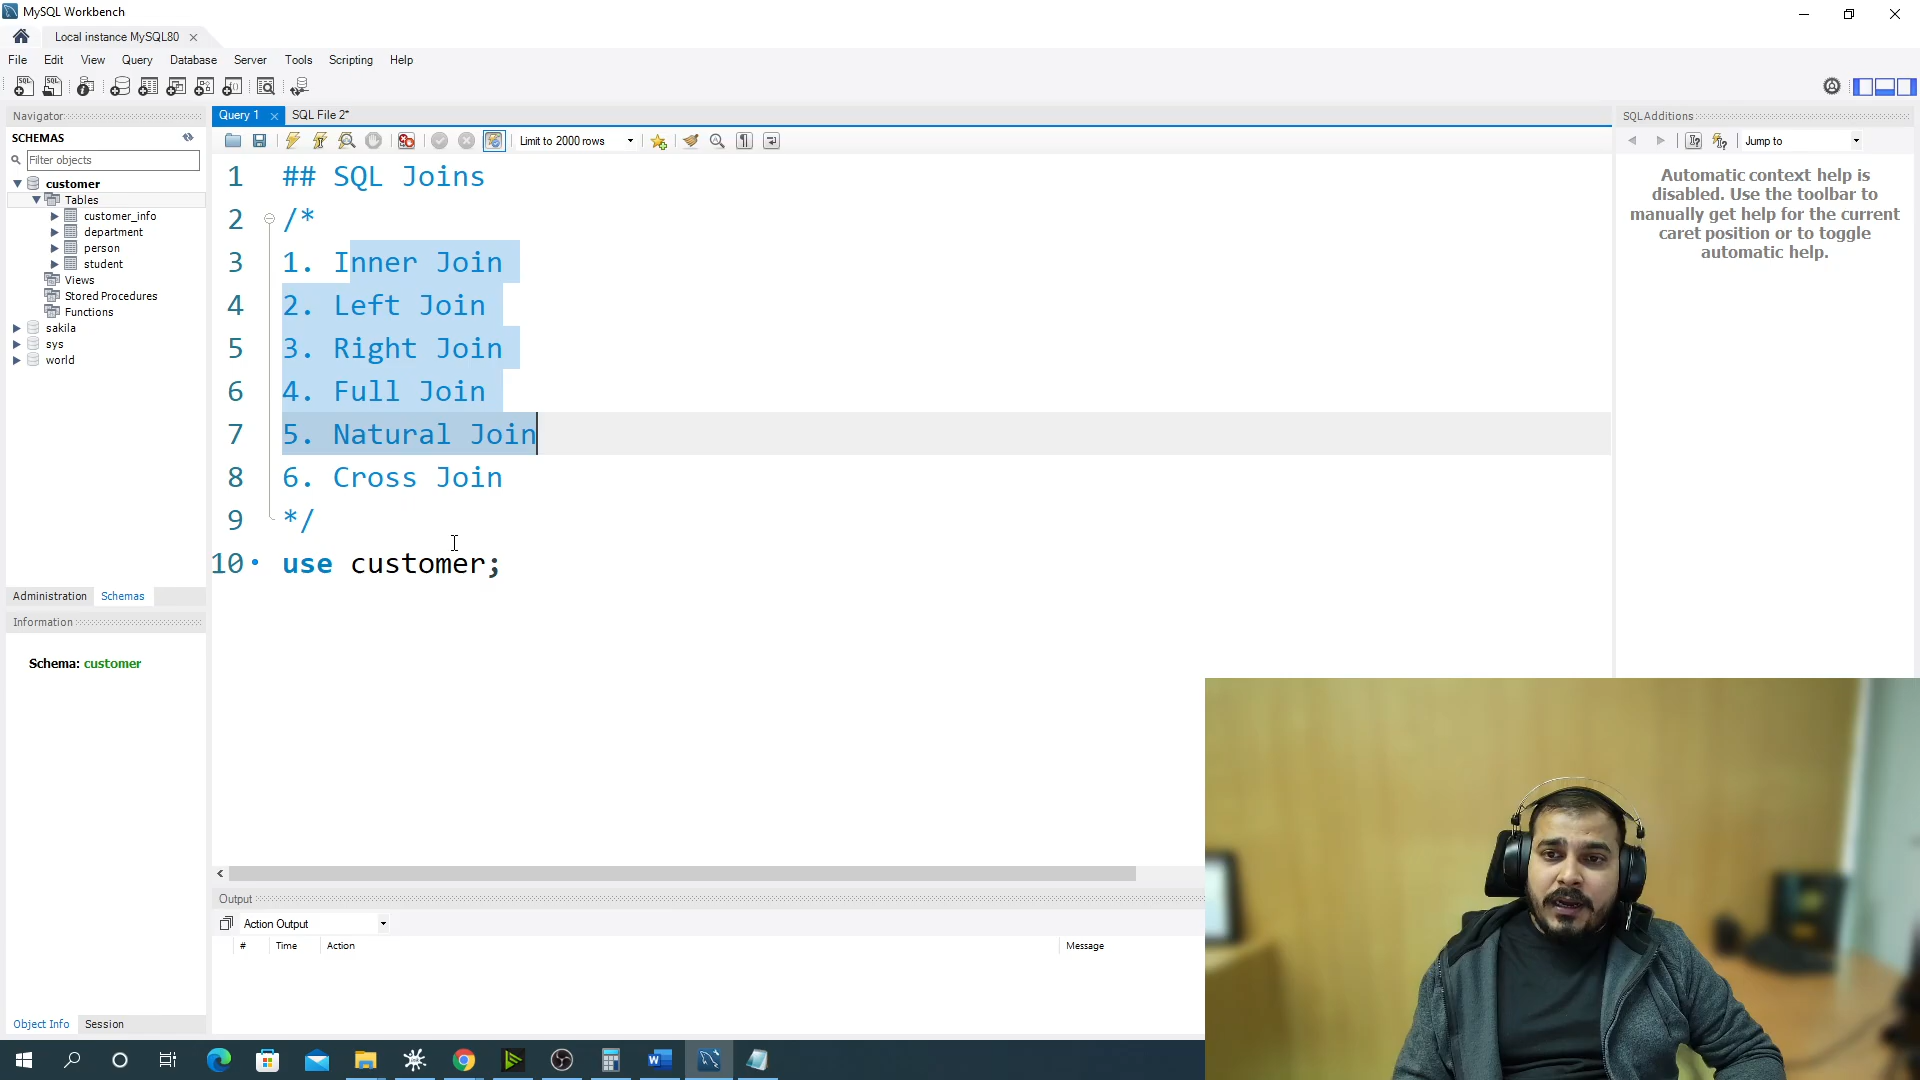 MySQL Workbench
Local instance MySQL80
File Edit View Query Database Server Tools Scripting Help
Navigator
SCHEMAS
Filter objects
customer
Tables
customer_info
department
person
student
Views
Stored Procedures
Functions
sakila
sys
world
Administration Schemas
Information
Schema: customer
Object Info Session
Query 1 SQL File 2*
Limit to 2000 rows
1 ## SQL Joins
2 /*
3 1. Inner Join
4 2. Left Join
5 3. Right Join
6 4. Full Join
7 5. Natural Join
8 6. Cross Join
9 */
10 use customer;
Output
Action Output
# Time Action Message
SQLAdditions
Jump to
Automatic context help is
disabled. Use the toolbar to
manually get help for the current
caret position or to toggle
automatic help.